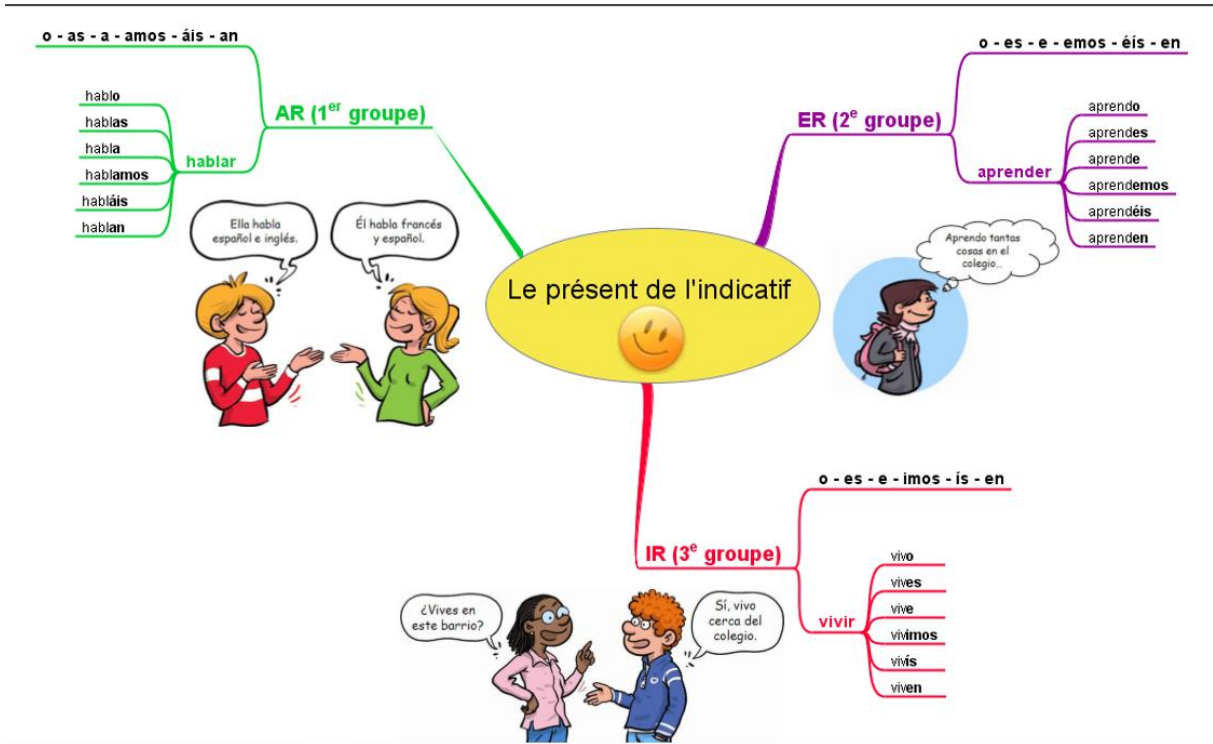 o - as - a - amos - áis - an
AR (1er groupe)
hablo
hablas
habla
hablamos
habláis
hablan
hablar
Ella habla
español e inglés.
Él habla francés
y español.
Le présent de l'indicatif
o - es - e - emos - éís - en
ER (2e groupe)
aprendo
aprendes
aprende
aprendemos
aprendéis
aprenden
aprender
Aprendo tantas
cosas en el
colegio...
o - es - e - imos - ís - en
IR (3e groupe)
vivo
vives
vive
vivimos
vivís
viven
vivir
¿Vives en
este barrio?
Sí, vivo
cerca del
colegio.